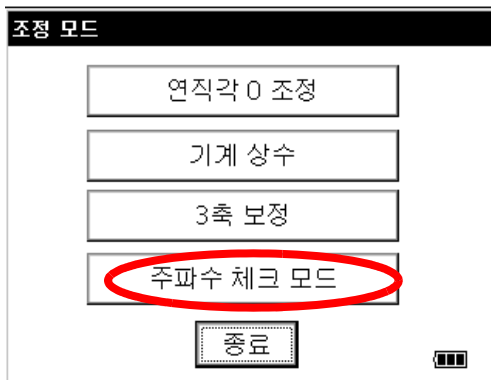 조정 모드
연직각 0 조정
기계 상수
3축 보정
주파수 체크 모드
종료